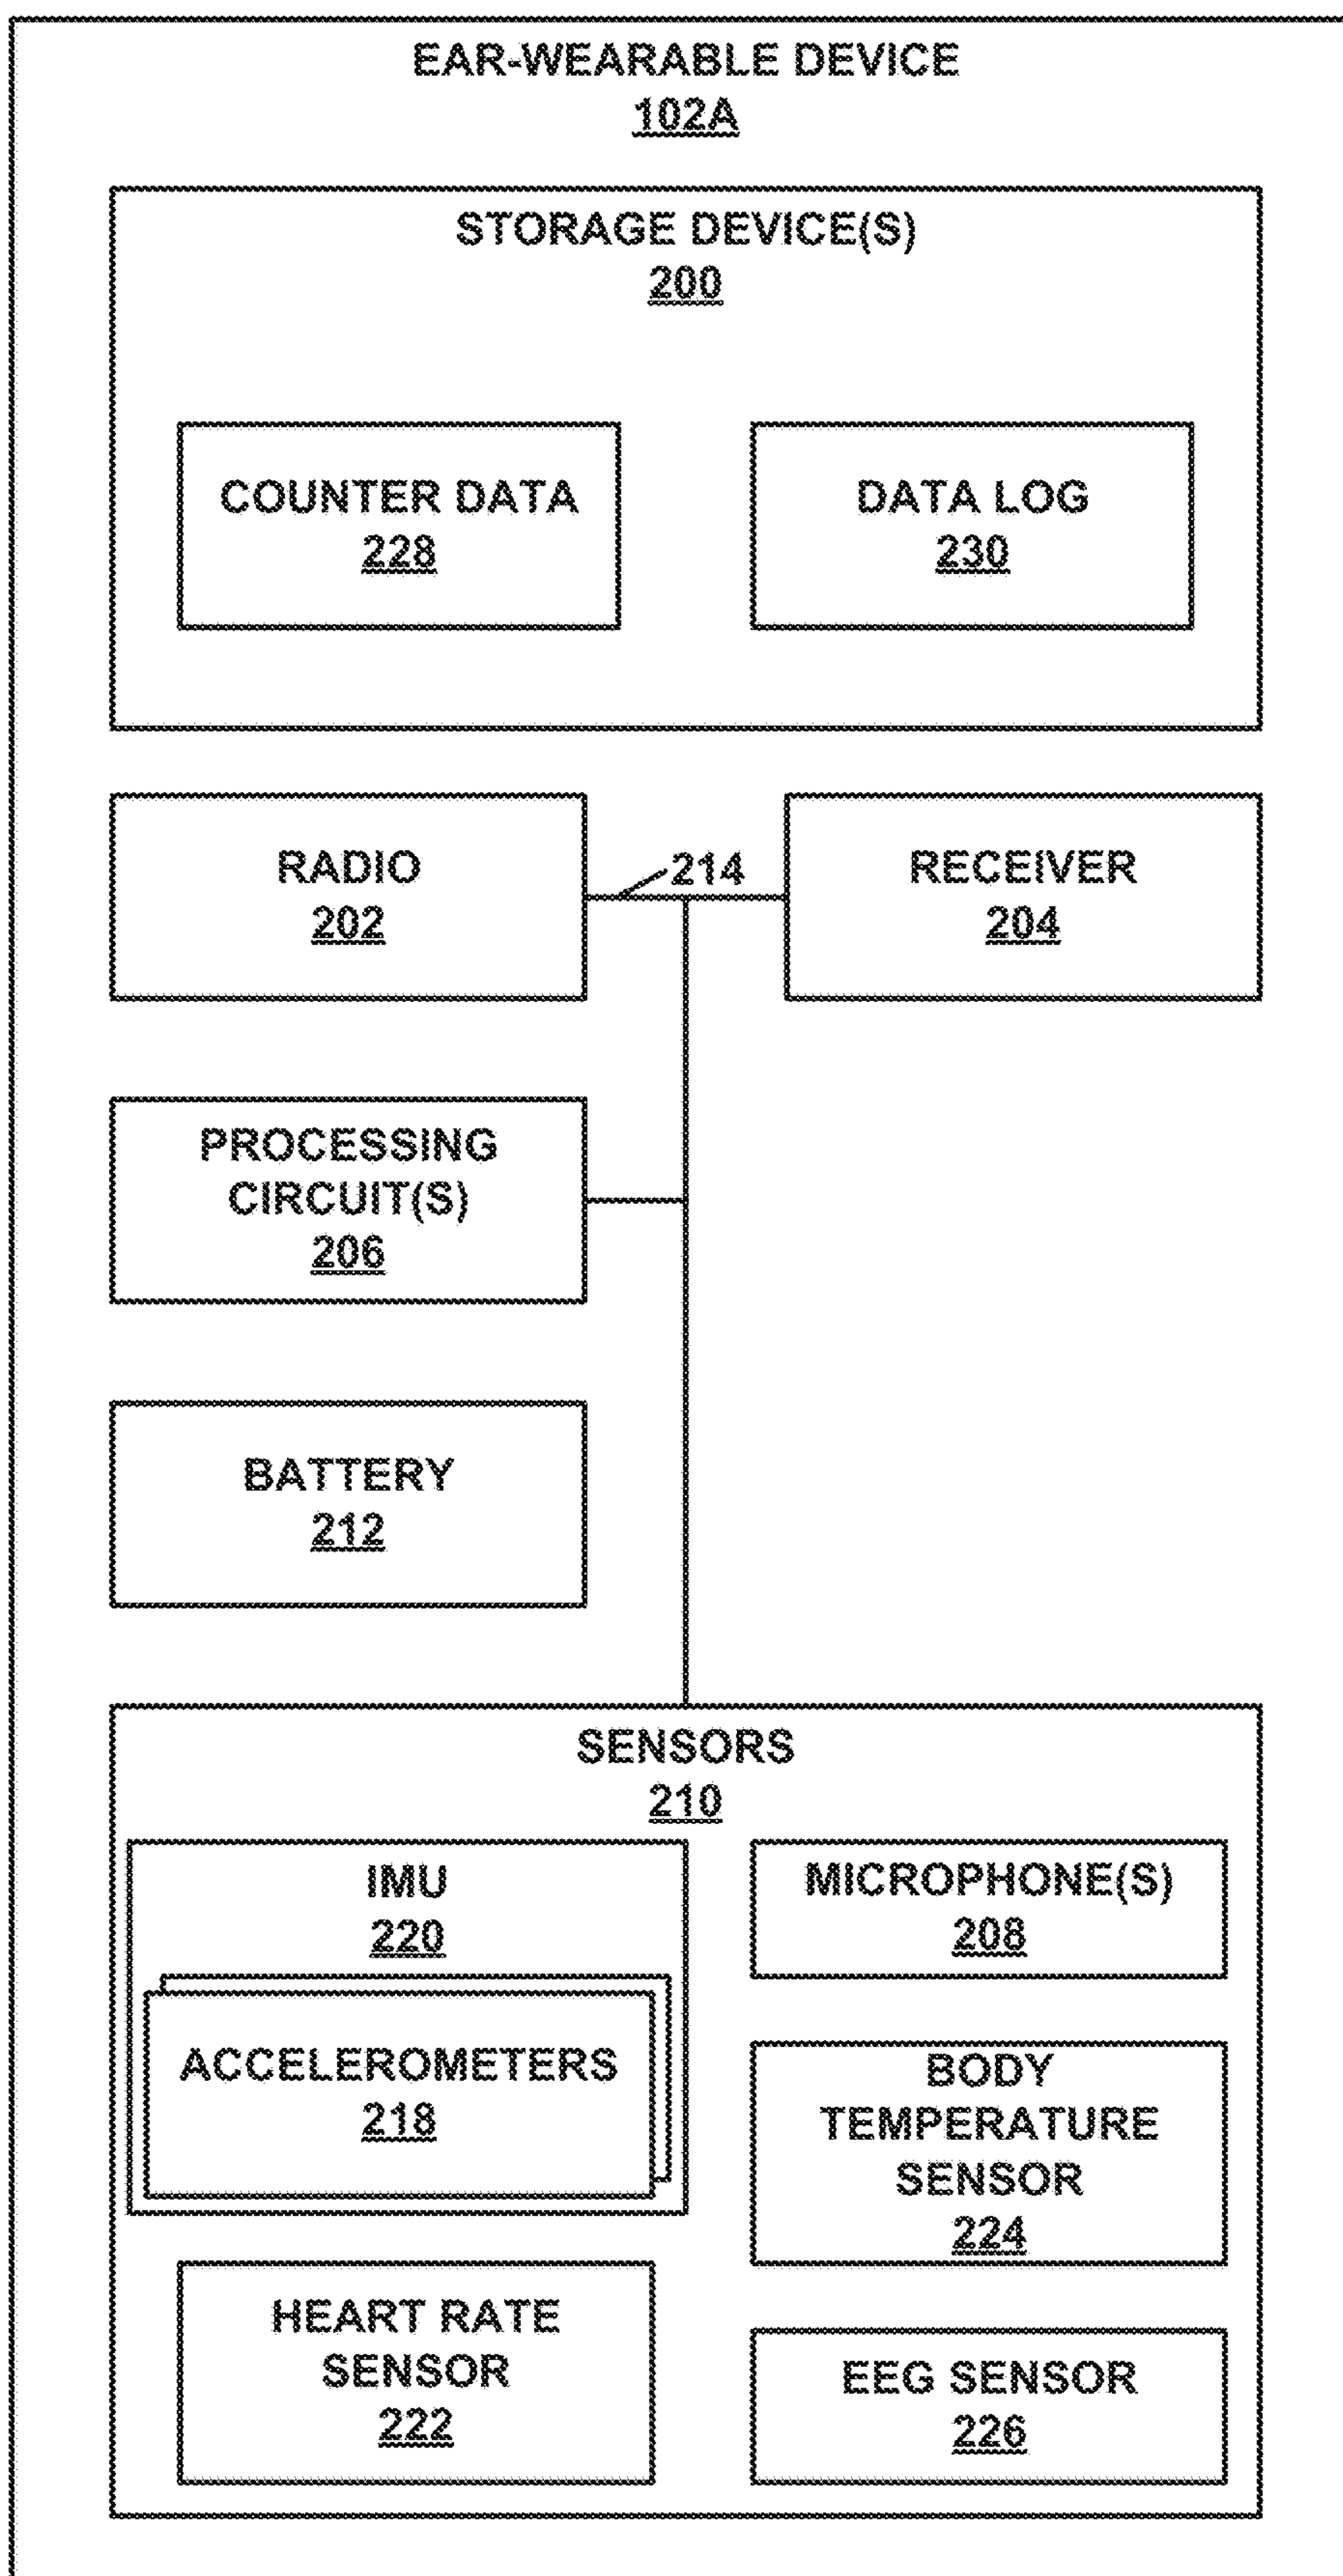 EAR-WEARABLE DEVICE
102A
STORAGE DEVICE(S)
200
COUNTER DATA
228
DATA LOG
230
RADIO
202
214
RECEIVER
204
PROCESSING
CIRCUIT(S)
206
BATTERY
212
SENSORS
210
IMU
220
ACCELEROMETERS
218
HEART RATE
SENSOR
222
MICROPHONE(S)
208
BODY
TEMPERATURE
SENSOR
224
EEG SENSOR
226